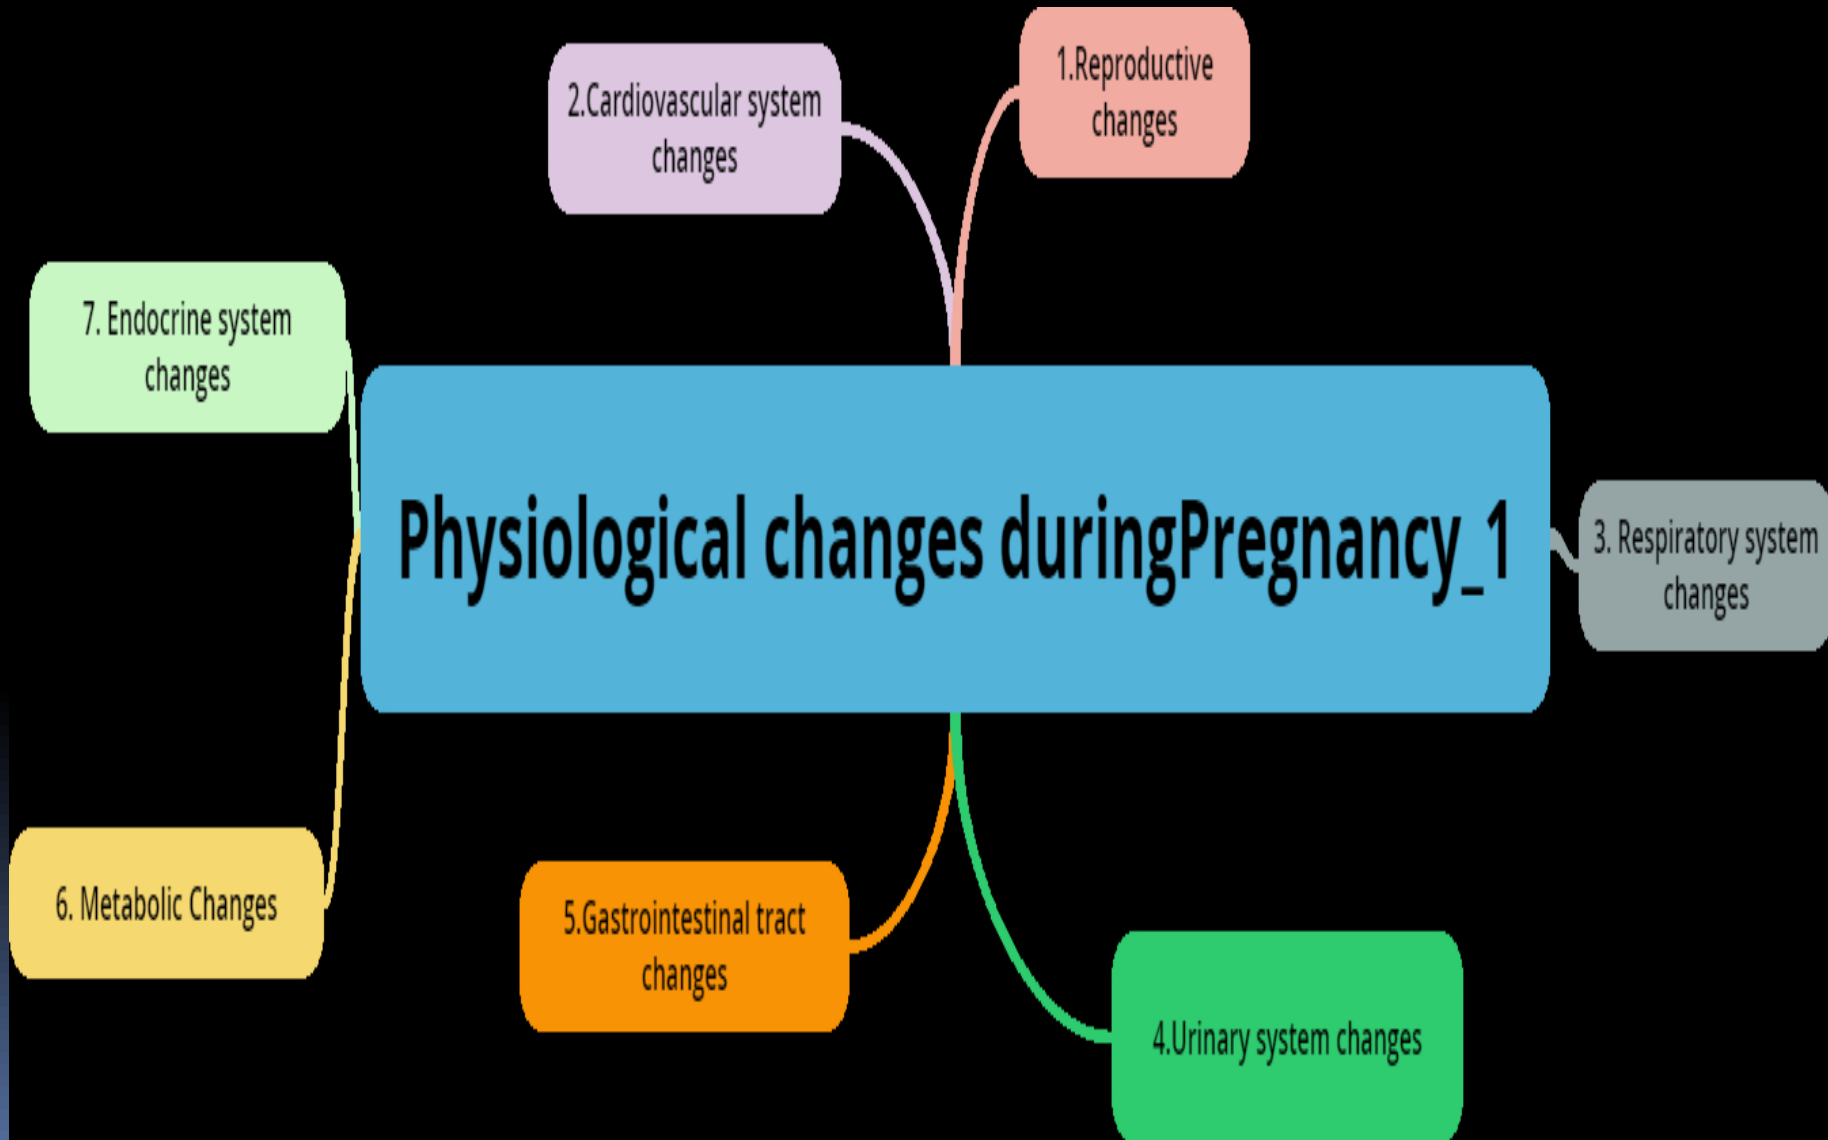 1.Reproductive
changes
2.Cardiovascular system
changes
7. Endocrine system
changes
Physiological changes duringPregnancy_1
3. Respiratory system
changes
6. Metabolic Changes
5.Gastrointestinal tract
changes
4.Urinary system changes